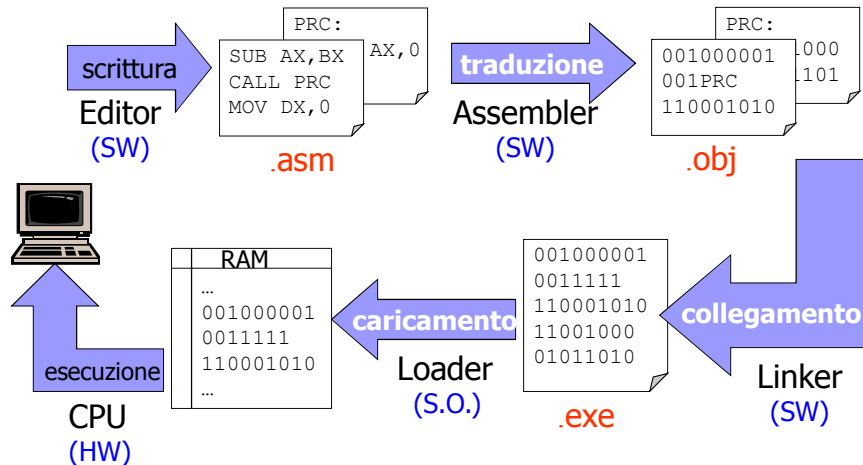 scrittura
Editor
(SW)
PRC:
AX,0
SUB AX,BX
CALL PRC
MOV DX,0
.asm
traduzione
Assembler
(SW)
PRC:
1000
1101
001000001
001PRC
110001010
.obj
collegamento
Linker
(SW)
001000001
0011111
110001010
11001000
01011010
.exe
caricamento
Loader
(S.O.)
RAM
…
001000001
0011111
110001010
…
esecuzione
CPU
(HW)